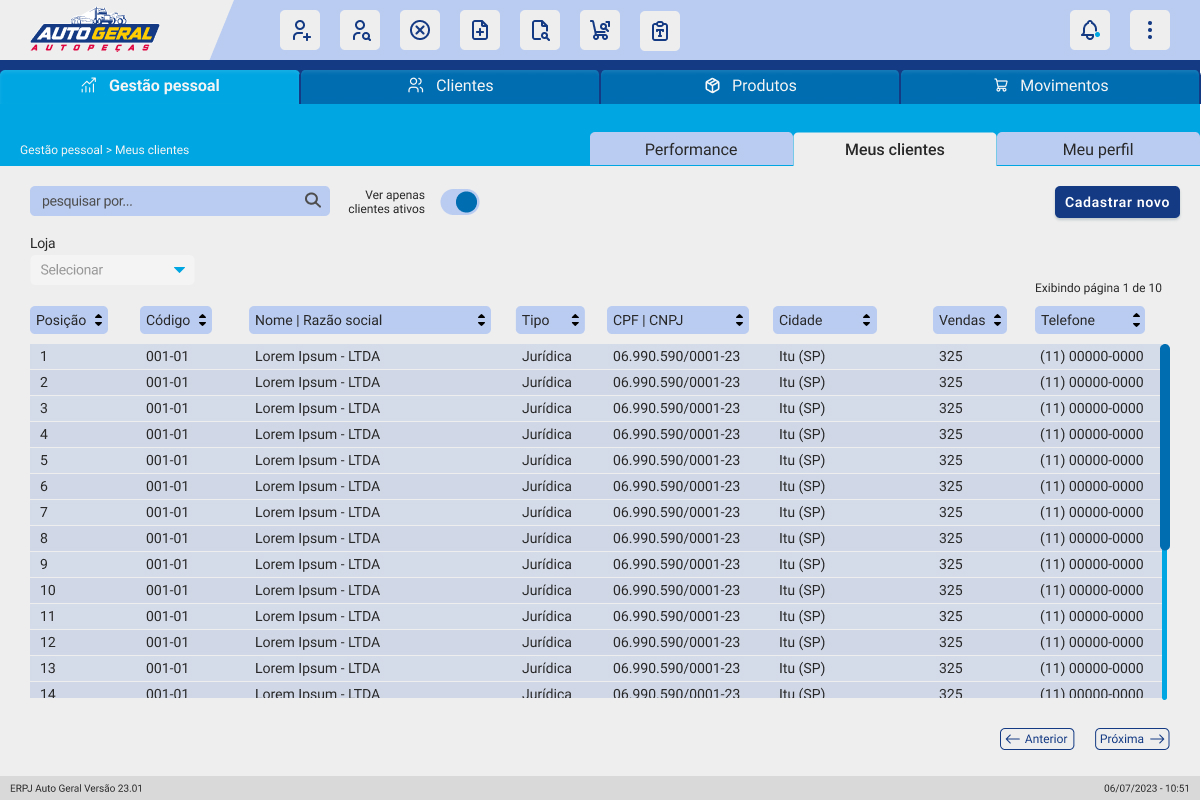 AUTO GERAL
AUTOPEÇAS
Gestão pessoal
Clientes
Produtos
Movimentos
Gestão pessoal > Meus clientes
Performance
Meus clientes
Meu perfil
pesquisar por...
Ver apenas
clientes ativos
Cadastrar novo
Loja
Selecionar
Exibindo página 1 de 10
Posição Código Nome | Razão social Tipo CPF | CNPJ Cidade Vendas Telefone
1 001-01 Lorem Ipsum - LTDA Jurídica 06.990.590/0001-23 Itu (SP) 325 (11) 00000-0000
2 001-01 Lorem Ipsum - LTDA Jurídica 06.990.590/0001-23 Itu (SP) 325 (11) 00000-0000
3 001-01 Lorem Ipsum - LTDA Jurídica 06.990.590/0001-23 Itu (SP) 325 (11) 00000-0000
4 001-01 Lorem Ipsum - LTDA Jurídica 06.990.590/0001-23 Itu (SP) 325 (11) 00000-0000
5 001-01 Lorem Ipsum - LTDA Jurídica 06.990.590/0001-23 Itu (SP) 325 (11) 00000-0000
6 001-01 Lorem Ipsum - LTDA Jurídica 06.990.590/0001-23 Itu (SP) 325 (11) 00000-0000
7 001-01 Lorem Ipsum - LTDA Jurídica 06.990.590/0001-23 Itu (SP) 325 (11) 00000-0000
8 001-01 Lorem Ipsum - LTDA Jurídica 06.990.590/0001-23 Itu (SP) 325 (11) 00000-0000
9 001-01 Lorem Ipsum - LTDA Jurídica 06.990.590/0001-23 Itu (SP) 325 (11) 00000-0000
10 001-01 Lorem Ipsum - LTDA Jurídica 06.990.590/0001-23 Itu (SP) 325 (11) 00000-0000
11 001-01 Lorem Ipsum - LTDA Jurídica 06.990.590/0001-23 Itu (SP) 325 (11) 00000-0000
12 001-01 Lorem Ipsum - LTDA Jurídica 06.990.590/0001-23 Itu (SP) 325 (11) 00000-0000
13 001-01 Lorem Ipsum - LTDA Jurídica 06.990.590/0001-23 Itu (SP) 325 (11) 00000-0000
14 001-01 Lorem Ipsum - LTDA Jurídica 06.990.590/0001-23 Itu (SP) 325 (11) 00000-0000
Anterior
Próxima
ERPJ Auto Geral Versão 23.01
06/07/2023 - 10:51